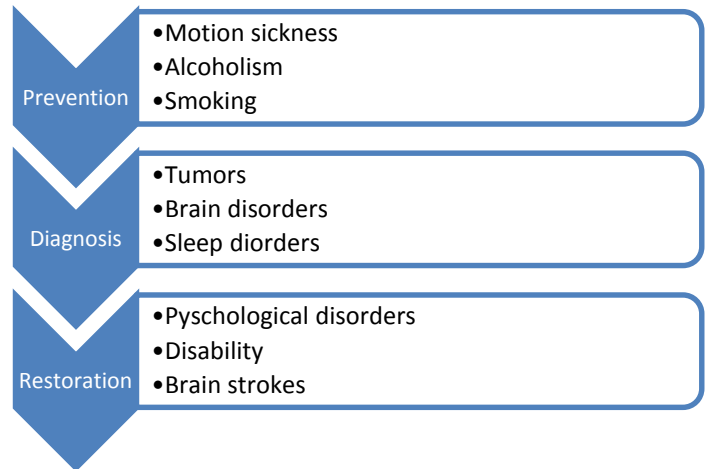 Prevention
•Motion sickness
•Alcoholism
•Smoking
Diagnosis
•Tumors
•Brain disorders
•Sleep diorders
Restoration
•Pyschological disorders
•Disability
•Brain strokes